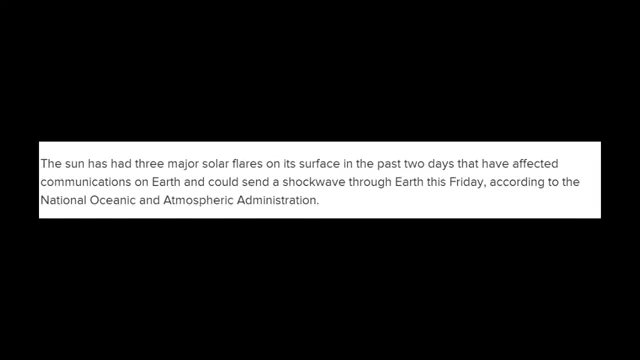 The sun has had three major solar flares on its surface in the past two days that have affected
communications on Earth and could send a shockwave through Earth this Friday, according to the
National Oceanic and Atmospheric Administration.